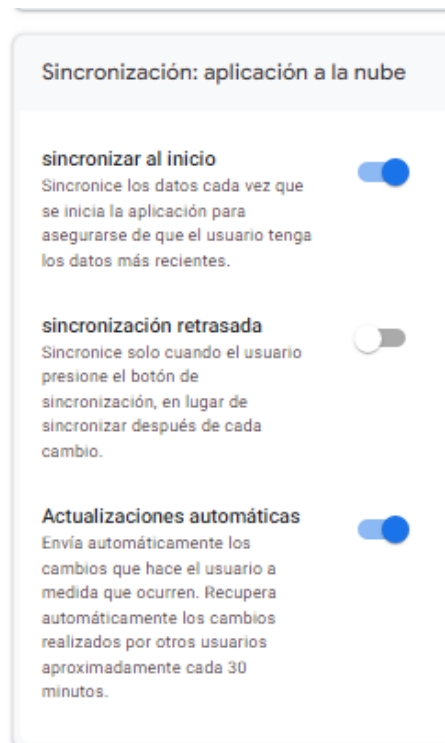 Sincronización: aplicación a la nube
sincronizar al inicio
Sincronice los datos cada vez que
se inicia la aplicación para
asegurarse de que el usuario tenga
los datos más recientes.
sincronización retrasada
Sincronice solo cuando el usuario
presione el botón de
sincronización, en lugar de
sincronizar después de cada
cambio.
Actualizaciones automáticas
Envía automáticamente los
cambios que hace el usuario a
medida que ocurren. Recupera
automáticamente los cambios
realizados por otros usuarios
aproximadamente cada 30
minutos.